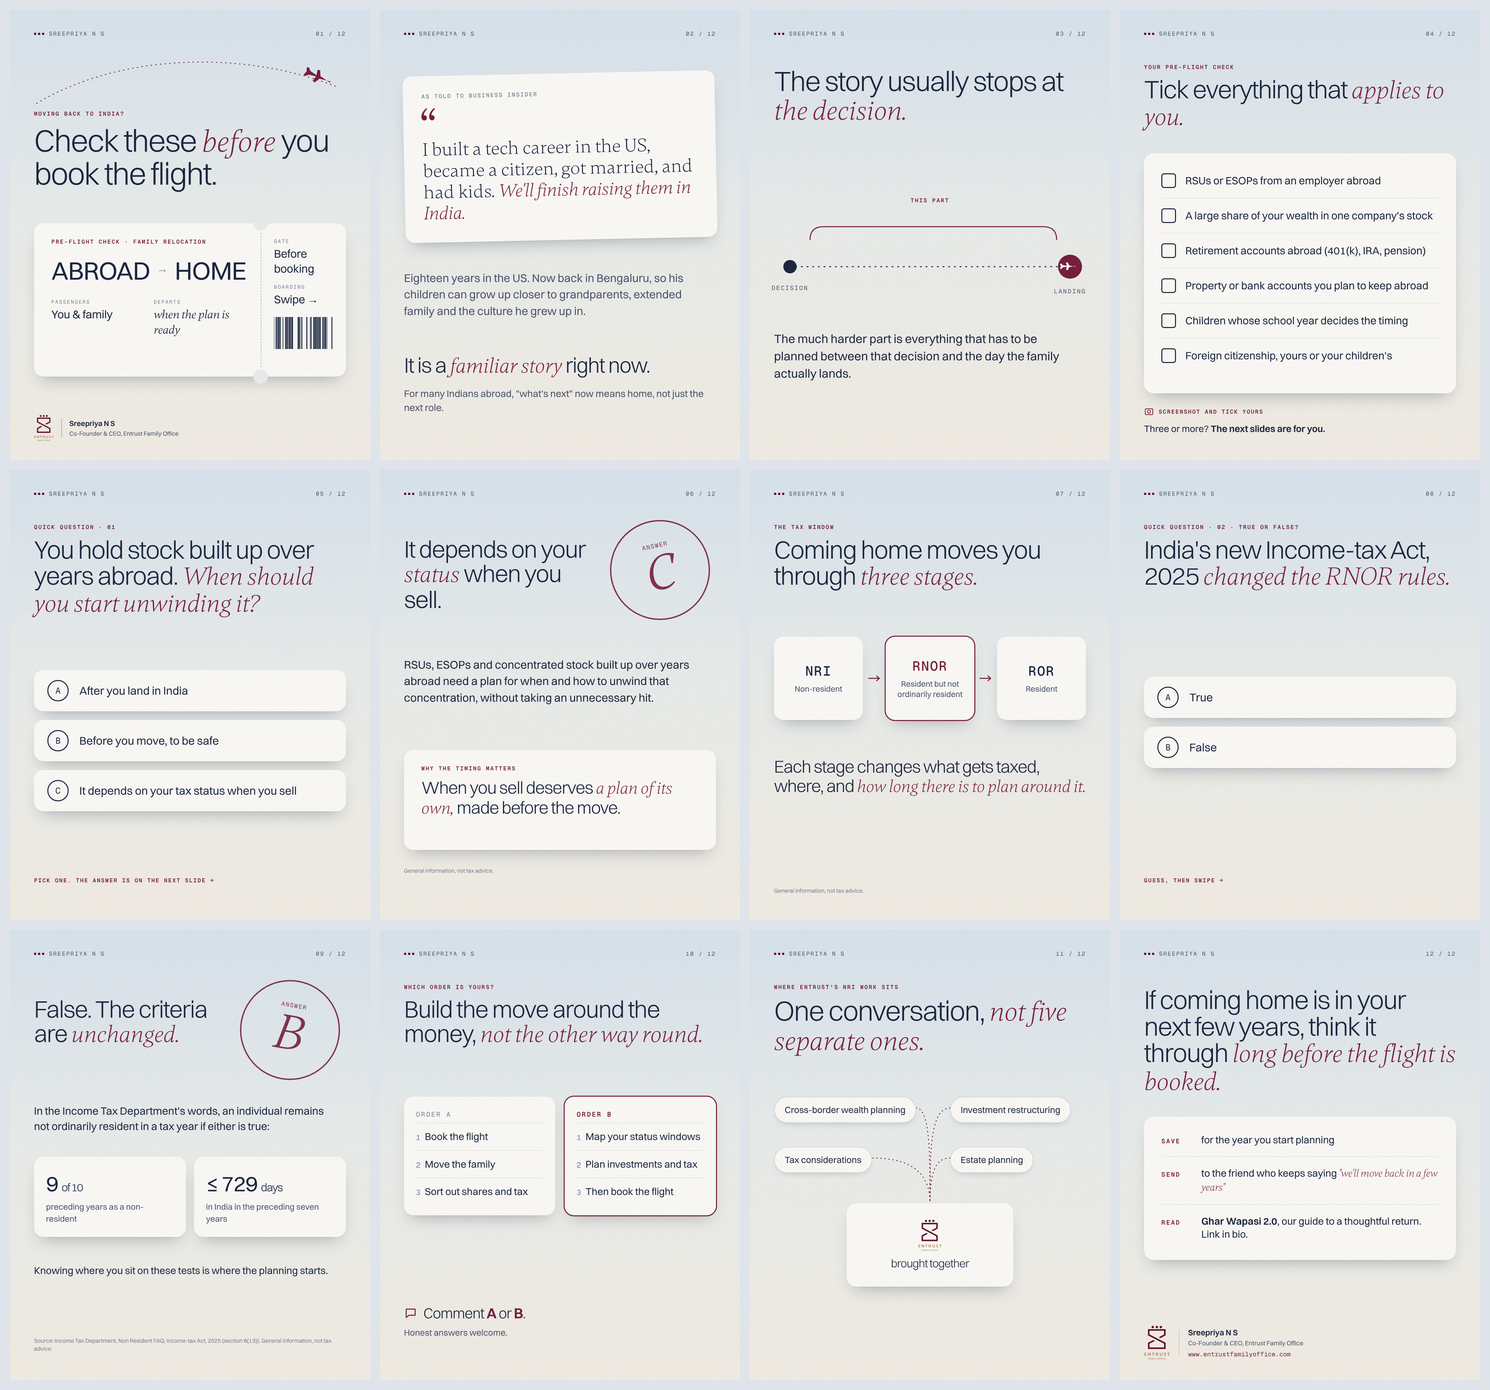 SREEPRIYA N S
01 / 12
MOVING BACK TO INDIA?
Check these before you
book the flight.
PRE-FLIGHT CHECK · FAMILY RELOCATION
ABROAD → HOME
PASSENGERS
You & family
DEPARTS
when the plan is
ready
GATE
Before
booking
BOARDING
Swipe →
ENTRUST
Sreepriya N S
Co-Founder & CEO, Entrust Family Office
SREEPRIYA N S
02 / 12
AS TOLD TO BUSINESS INSIDER
“
I built a tech career in the US,
became a citizen, got married, and
had kids. We'll finish raising them in
India.
Eighteen years in the US. Now back in Bengaluru, so his
children can grow up closer to grandparents, extended
family and the culture he grew up in.
It is a familiar story right now.
For many Indians abroad, "what's next" now means home, not just the
next role.
SREEPRIYA N S
03 / 12
The story usually stops at
the decision.
THIS PART
DECISION
LANDING
The much harder part is everything that has to be
planned between that decision and the day the family
actually lands.
SREEPRIYA N S
04 / 12
YOUR PRE-FLIGHT CHECK
Tick everything that applies to
you.
RSUs or ESOPs from an employer abroad
A large share of your wealth in one company's stock
Retirement accounts abroad (401(k), IRA, pension)
Property or bank accounts you plan to keep abroad
Children whose school year decides the timing
Foreign citizenship, yours or your children's
SCREENSHOT AND TICK YOURS
Three or more? The next slides are for you.
SREEPRIYA N S
05 / 12
QUICK QUESTION · 01
You hold stock built up over
years abroad. When should
you start unwinding it?
A After you land in India
B Before you move, to be safe
C It depends on your tax status when you sell
PICK ONE. THE ANSWER IS ON THE NEXT SLIDE →
SREEPRIYA N S
06 / 12
It depends on your
status when you
sell.
ANSWER
C
RSUs, ESOPs and concentrated stock built up over years
abroad need a plan for when and how to unwind that
concentration, without taking an unnecessary hit.
WHY THE TIMING MATTERS
When you sell deserves a plan of its
own, made before the move.
General information, not tax advice.
SREEPRIYA N S
07 / 12
THE TAX WINDOW
Coming home moves you
through three stages.
NRI
Non-resident
→
RNOR
Resident but not
ordinarily resident
→
ROR
Resident
Each stage changes what gets taxed,
where, and how long there is to plan around it.
General information, not tax advice.
SREEPRIYA N S
08 / 12
QUICK QUESTION · 02 · TRUE OR FALSE?
India's new Income-tax Act,
2025 changed the RNOR rules.
A True
B False
GUESS, THEN SWIPE →
SREEPRIYA N S
09 / 12
False. The criteria
are unchanged.
ANSWER
B
In the Income Tax Department's words, an individual remains
not ordinarily resident in a tax year if either is true:
9 of 10
preceding years as a non-
resident
≤ 729 days
in India in the preceding seven
years
Knowing where you sit on these tests is where the planning starts.
Source: Income Tax Department, Non Resident FAQ, Income-tax Act, 2025 (section 6(13)). General information, not tax
advice.
SREEPRIYA N S
10 / 12
WHICH ORDER IS YOURS?
Build the move around the
money, not the other way round.
ORDER A
1 Book the flight
2 Move the family
3 Sort out shares and tax
ORDER B
1 Map your status windows
2 Plan investments and tax
3 Then book the flight
Comment A or B.
Honest answers welcome.
SREEPRIYA N S
11 / 12
WHERE ENTRUST'S NRI WORK SITS
One conversation, not five
separate ones.
Cross-border wealth planning
Investment restructuring
Tax considerations
Estate planning
ENTRUST
brought together
SREEPRIYA N S
12 / 12
If coming home is in your
next few years, think it
through long before the flight is
booked.
SAVE for the year you start planning
SEND to the friend who keeps saying "we'll move back in a few
years"
READ Ghar Wapasi 2.0, our guide to a thoughtful return.
Link in bio.
ENTRUST
Sreepriya N S
Co-Founder & CEO, Entrust Family Office
www.entrustfamilyoffice.com